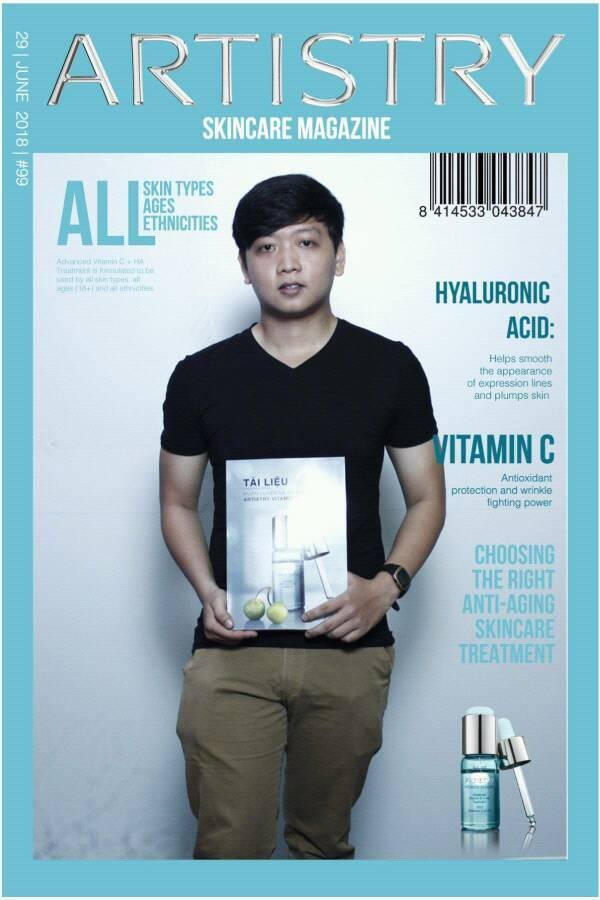 29 | JUNE 2018 | #99
ARTISTRY
SKINCARE MAGAZINE
ALL
SKIN TYPES
AGES
ETHNICITIES
Advanced Vitamin C + HA
Treatment is formulated to be
used by all skin types, all
ages (18+) and all ethnicities
8 414533 043847
HYALURONIC
ACID:
Helps smooth
the appearance
of expression lines
and plumps skin
VITAMIN C
Antioxidant
protection and wrinkle
fighting power
TÀI LIỆU
ARTISTRY VITAMIN
CHOOSING
THE RIGHT
ANTI-AGING
SKINCARE
TREATMENT